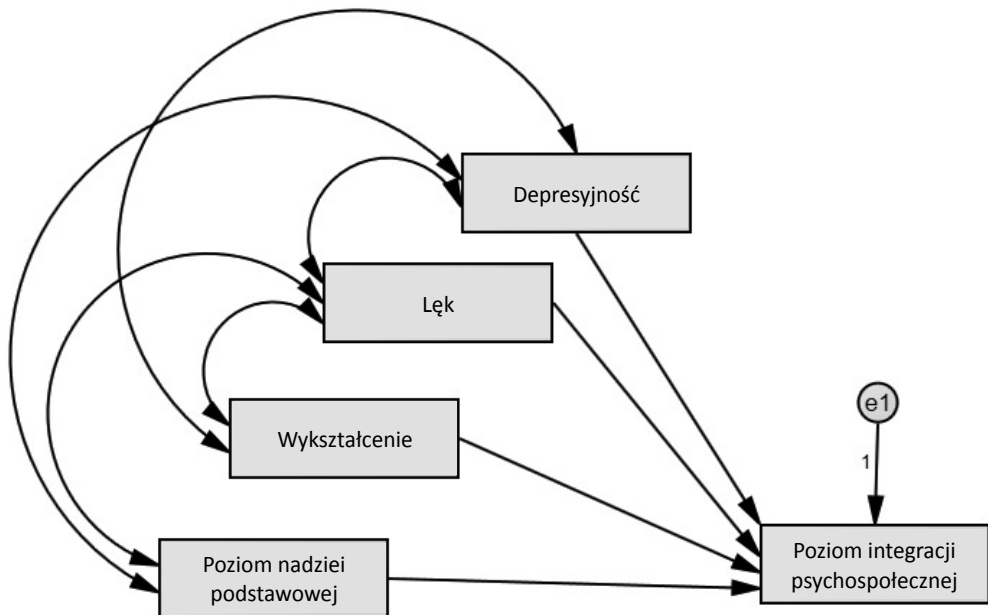 Depresyjność
Lęk
Wykształcenie
e1
1
Poziom nadziei
podstawowej
Poziom integracji
psychospołecznej